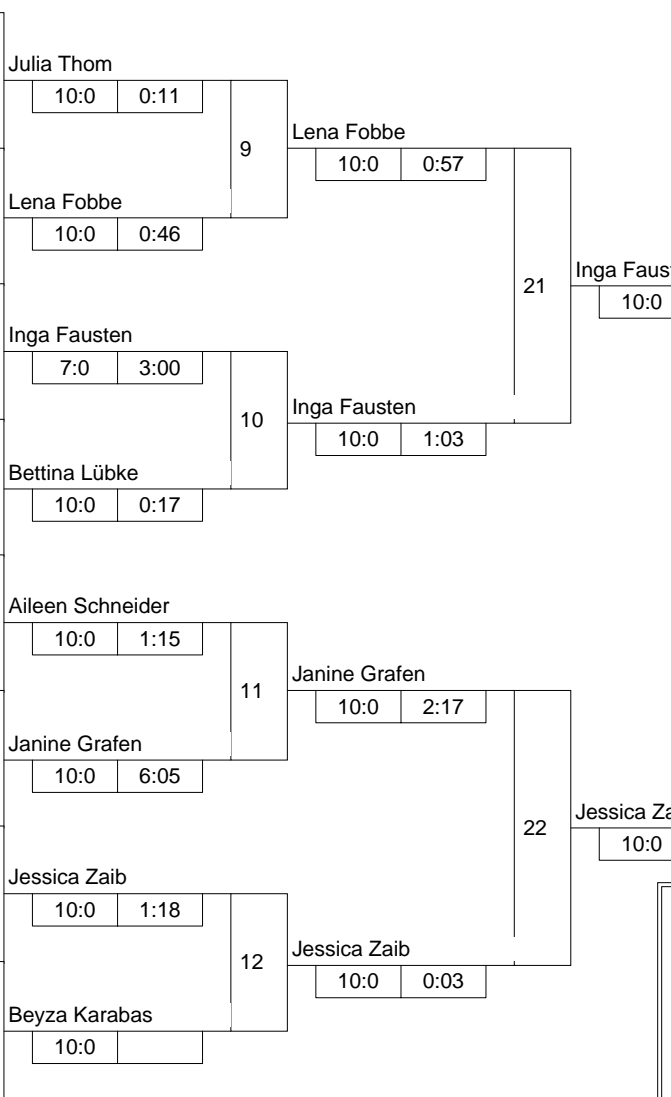 Julia Thom
10:0 0:11
9
Lena Fobbe
10:0 0:57
Lena Fobbe
10:0 0:46
21
Inga Faust
10:0
Inga Fausten
7:0 3:00
10
Inga Fausten
10:0 1:03
Bettina Lübke
10:0 0:17
Aileen Schneider
10:0 1:15
11
Janine Grafen
10:0 2:17
Janine Grafen
10:0 6:05
22
Jessica Za
10:0
Jessica Zaib
10:0 1:18
12
Jessica Zaib
10:0 0:03
Beyza Karabas
10:0